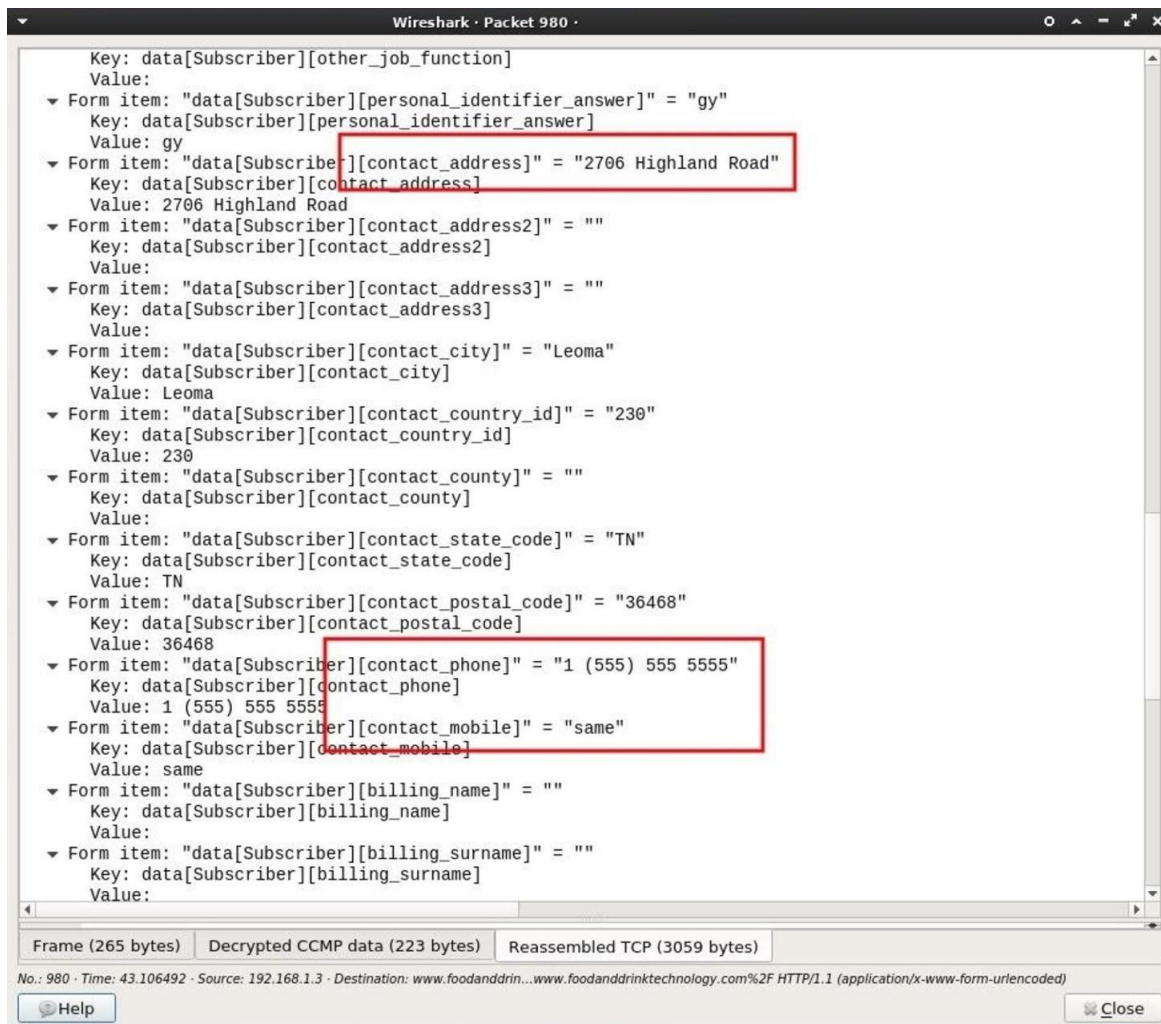 Wireshark · Packet 980 ·
Key: data[Subscriber][other_job_function]
Value:
Form item: "data[Subscriber][personal_identifier_answer]" = "gy"
Key: data[Subscriber][personal_identifier_answer]
Value: gy
Form item: "data[Subscriber][contact_address]" = "2706 Highland Road"
Key: data[Subscriber][contact_address]
Value: 2706 Highland Road
Form item: "data[Subscriber][contact_address2]" = ""
Key: data[Subscriber][contact_address2]
Value:
Form item: "data[Subscriber][contact_address3]" = ""
Key: data[Subscriber][contact_address3]
Value:
Form item: "data[Subscriber][contact_city]" = "Leoma"
Key: data[Subscriber][contact_city]
Value: Leoma
Form item: "data[Subscriber][contact_country_id]" = "230"
Key: data[Subscriber][contact_country_id]
Value: 230
Form item: "data[Subscriber][contact_county]" = ""
Key: data[Subscriber][contact_county]
Value:
Form item: "data[Subscriber][contact_state_code]" = "TN"
Key: data[Subscriber][contact_state_code]
Value: TN
Form item: "data[Subscriber][contact_postal_code]" = "36468"
Key: data[Subscriber][contact_postal_code]
Value: 36468
Form item: "data[Subscriber][contact_phone]" = "1 (555) 555 5555"
Key: data[Subscriber][contact_phone]
Value: 1 (555) 555 5555
Form item: "data[Subscriber][contact_mobile]" = "same"
Key: data[Subscriber][contact_mobile]
Value: same
Form item: "data[Subscriber][billing_name]" = ""
Key: data[Subscriber][billing_name]
Value:
Form item: "data[Subscriber][billing_surname]" = ""
Key: data[Subscriber][billing_surname]
Value:
Frame (265 bytes) Decrypted CCMP data (223 bytes) Reassembled TCP (3059 bytes)
No.: 980 · Time: 43.106492 · Source: 192.168.1.3 · Destination: www.foodanddrin...www.foodanddrinktechnology.com%2F HTTP/1.1 (application/x-www-form-urlencoded)
Help Close